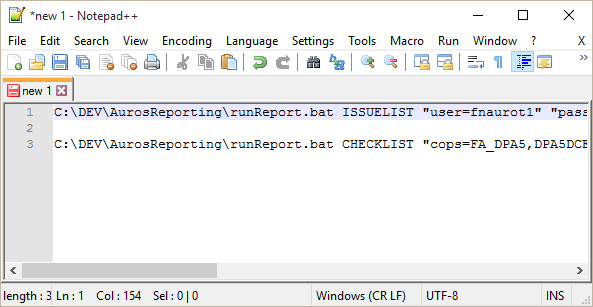 *new 1 - Notepad++
File Edit Search View Encoding Language Settings Tools Macro Run Window ? X
new 1
1 C:\DEV\AurosReporting\runReport.bat ISSUELIST "user=fnaurot1" "pass
2
3 C:\DEV\AurosReporting\runReport.bat CHECKLIST "cops=FA_DPA5,DPA5DCE
length : 3 Ln : 1 Col : 154 Sel : 0 | 0 Windows (CR LF) UTF-8 INS